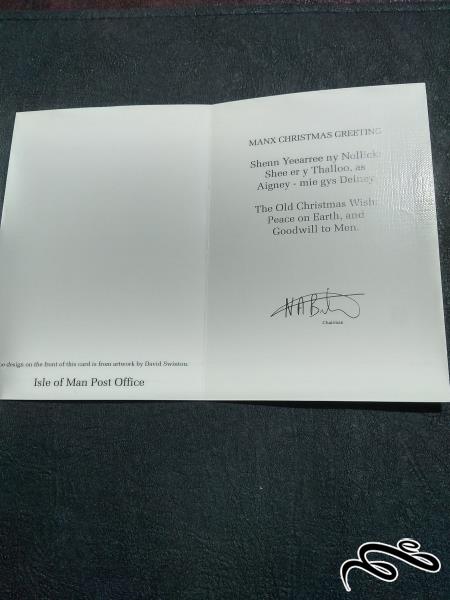 MANX CHRISTMAS GREETING
Shenn Yeearree ny Nollick:
Shee er y Thalloo, as
Aigney - mie gys Deiney.
The Old Christmas Wish:
Peace on Earth, and
Goodwill to Men.
Chairman
design on the front of this card is from artwork by David Swinton.
Isle of Man Post Office